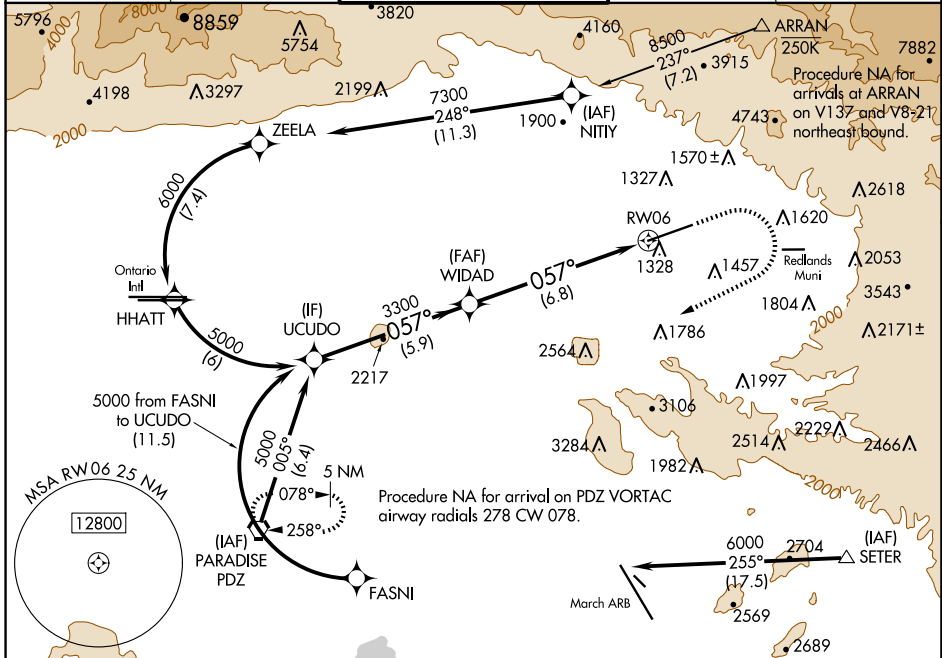 5796
4000
8000
8859
5754
3820
4160
8500
237°
(7.2)
ARRAN
250K
3915
7882
Procedure NA for
arrivals at ARRAN
on V137 and V8-21
northeast bound.
4198
3297
2199
7300
248°
(11.3)
1900
(IAF)
NITIY
4743
2000
ZEELA
1570±
1327
2618
6000
(7.4)
RW06
1328
1620
Redlands
Muni
2053
1457
3543
1804
2000
Ontario
Intl
HHATT
(FAF)
WIDAD
057°
(6.8)
3300
057°
(5.9)
(IF)
UCUDO
5000
(6)
2217
1786
2171±
2564
1997
5000 from FASNI
to UCUDO
(11.5)
5000
005°
(6.4)
3106
3284
2514
2229
2466
1982
2000
5 NM
078°
258°
Procedure NA for arrival on PDZ VORTAC
airway radials 278 CW 078.
MSA RW06 25 NM
12800
(IAF)
PARADISE
PDZ
FASNI
6000
255°
(17.5)
2704
(IAF)
SETER
March ARB
2569
2689